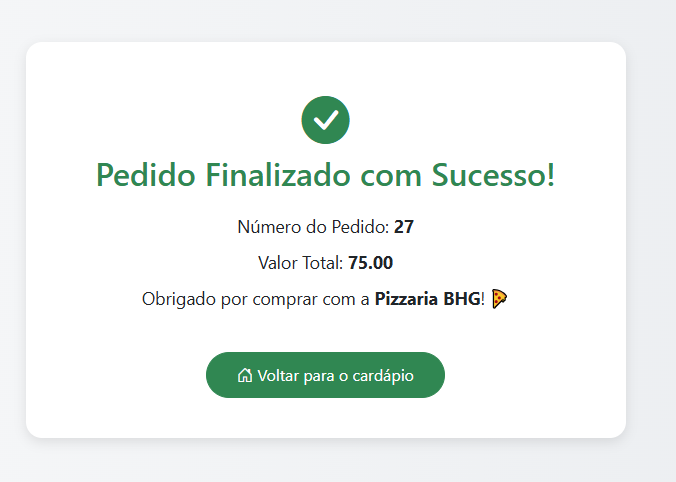 Pedido Finalizado com Sucesso!
Número do Pedido: 27
Valor Total: 75.00
Obrigado por comprar com a Pizzaria BHG! 🍕
Voltar para o cardápio